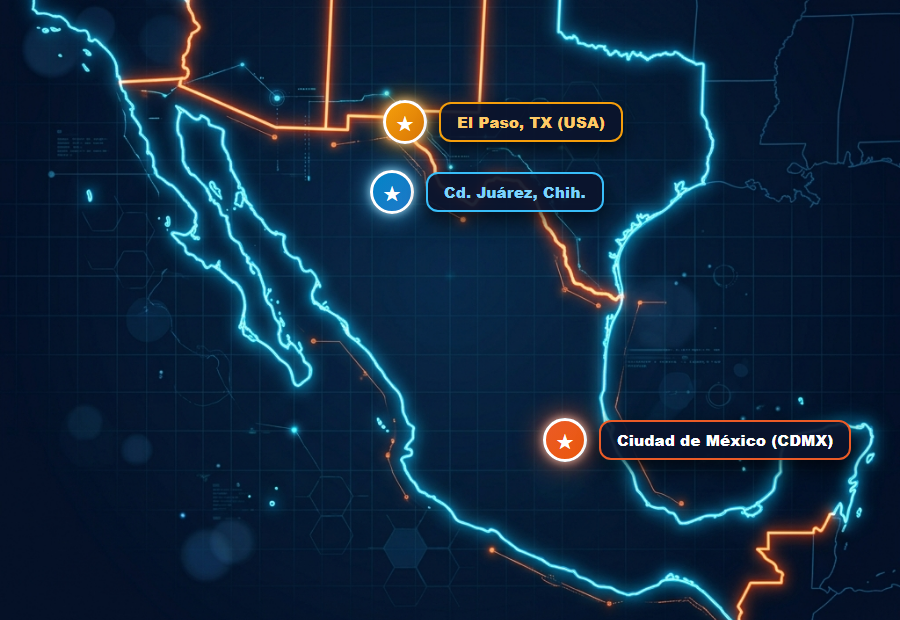 El Paso, TX (USA)
Cd. Juárez, Chih.
Ciudad de México (CDMX)